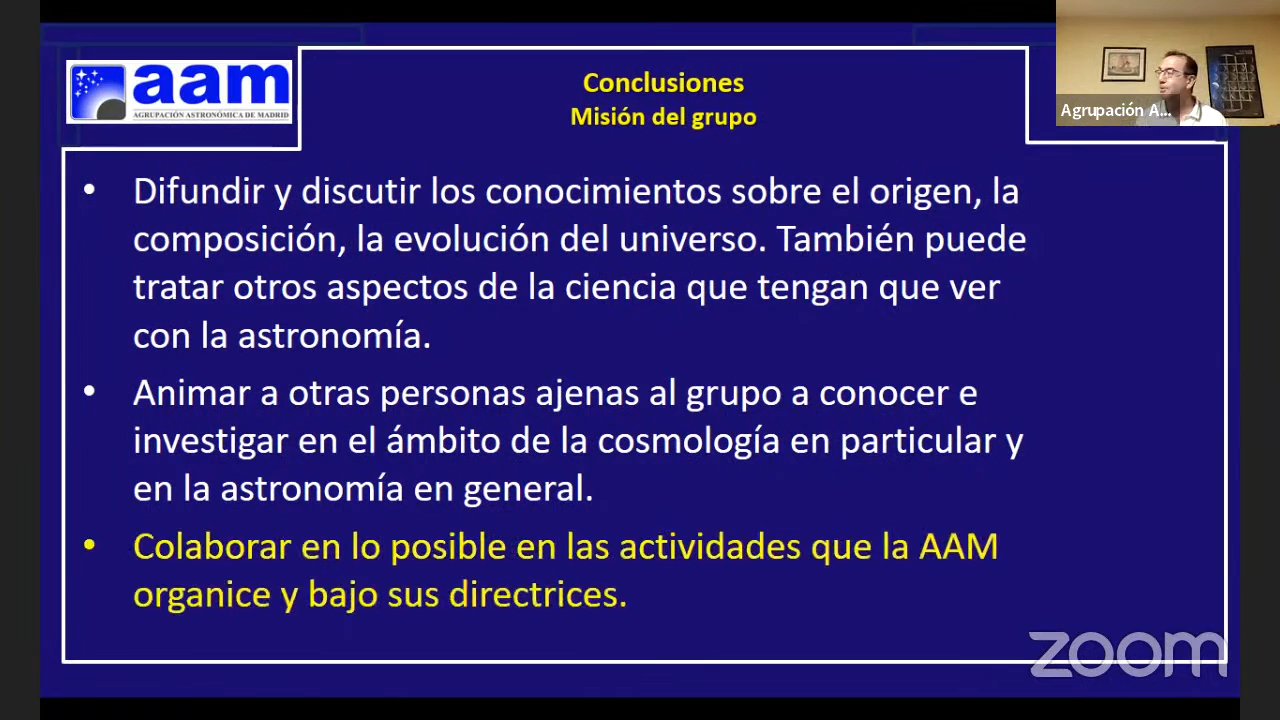 aam
AGRUPACIÓN ASTRONÓMICA DE MADRID
Conclusiones
Misión del grupo
Agrupación A...
• Difundir y discutir los conocimientos sobre el origen, la
composición, la evolución del universo. También puede
tratar otros aspectos de la ciencia que tengan que ver
con la astronomía.
• Animar a otras personas ajenas al grupo a conocer e
investigar en el ámbito de la cosmología en particular y
en la astronomía en general.
• Colaborar en lo posible en las actividades que la AAM
organice y bajo sus directrices.
zoom